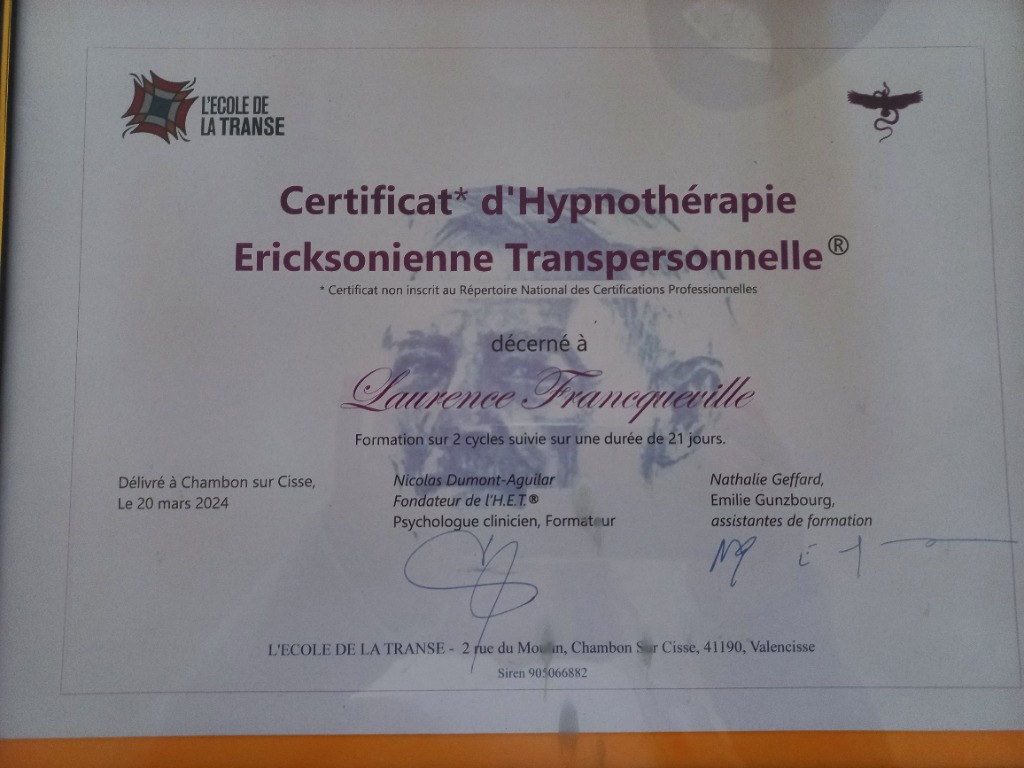 L'ECOLE DE
LA TRANSE
Certificat* d'Hypnothérapie
Ericksonienne Transpersonnelle®
* Certificat non inscrit au Répertoire National des Certifications Professionnelles
décerné à
Laurence Francqueville
Formation sur 2 cycles suivie sur une durée de 21 jours.
Délivré à Chambon sur Cisse,
Le 20 mars 2024
Nicolas Dumont-Aguilar
Fondateur de l'H.E.T.®
Psychologue clinicien, Formateur
Nathalie Geffard,
Emilie Gunzbourg,
assistantes de formation
L'ECOLE DE LA TRANSE - 2 rue du Moulin, Chambon Sur Cisse, 41190, Valencisse
Siren 905066882